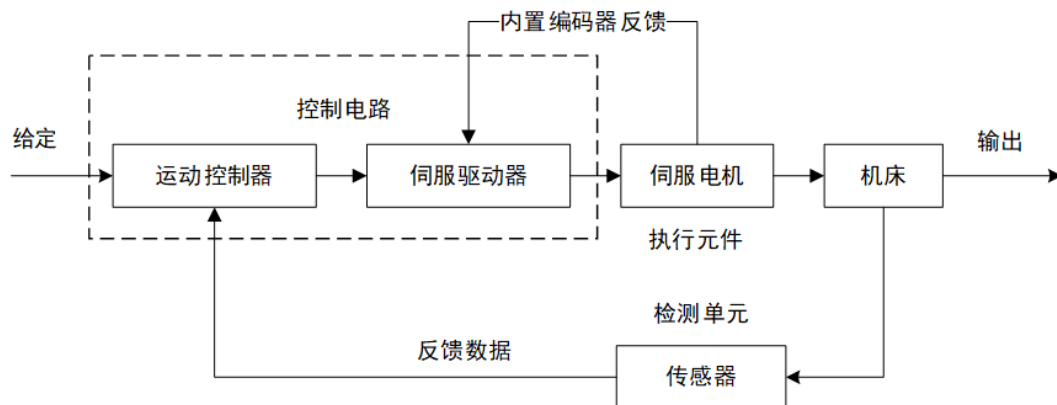 内置编码器反馈
控制电路
给定
输出
运动控制器
伺服驱动器
伺服电机
机床
执行元件
检测单元
反馈数据
传感器